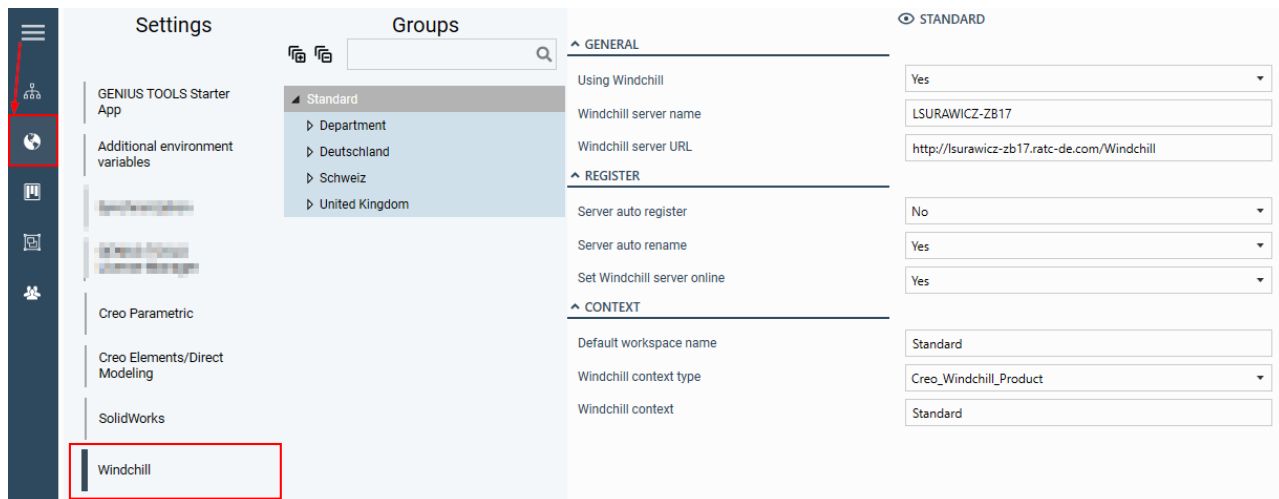 Settings
GENIUS TOOLS Starter
App
Additional environment
variables
Creo Parametric
Creo Elements/Direct
Modeling
SolidWorks
Windchill
Groups
Standard
Department
Deutschland
Schweiz
United Kingdom
STANDARD
GENERAL
Using Windchill Yes
Windchill server name LSURAWICZ-ZB17
Windchill server URL http://lsurawicz-zb17.ratc-de.com/Windchill
REGISTER
Server auto register No
Server auto rename Yes
Set Windchill server online Yes
CONTEXT
Default workspace name Standard
Windchill context type Creo_Windchill_Product
Windchill context Standard